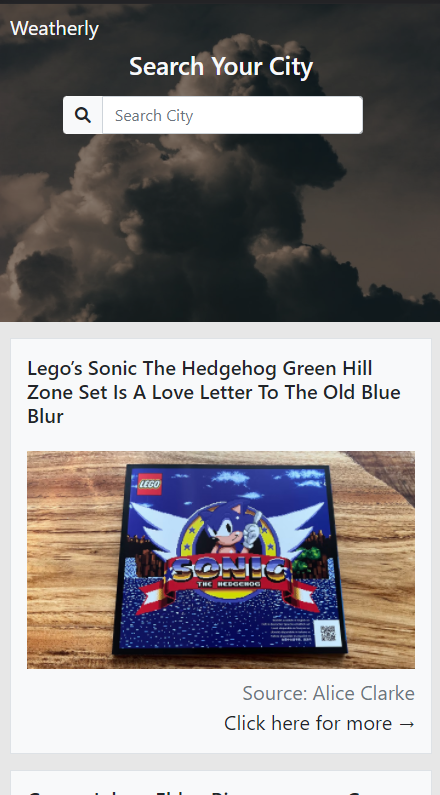 Weatherly
Search Your City
Search City
Lego’s Sonic The Hedgehog Green Hill
Zone Set Is A Love Letter To The Old Blue
Blur
LEGO
SONIC
THE HEDGEHOG
Source: Alice Clarke
Click here for more →